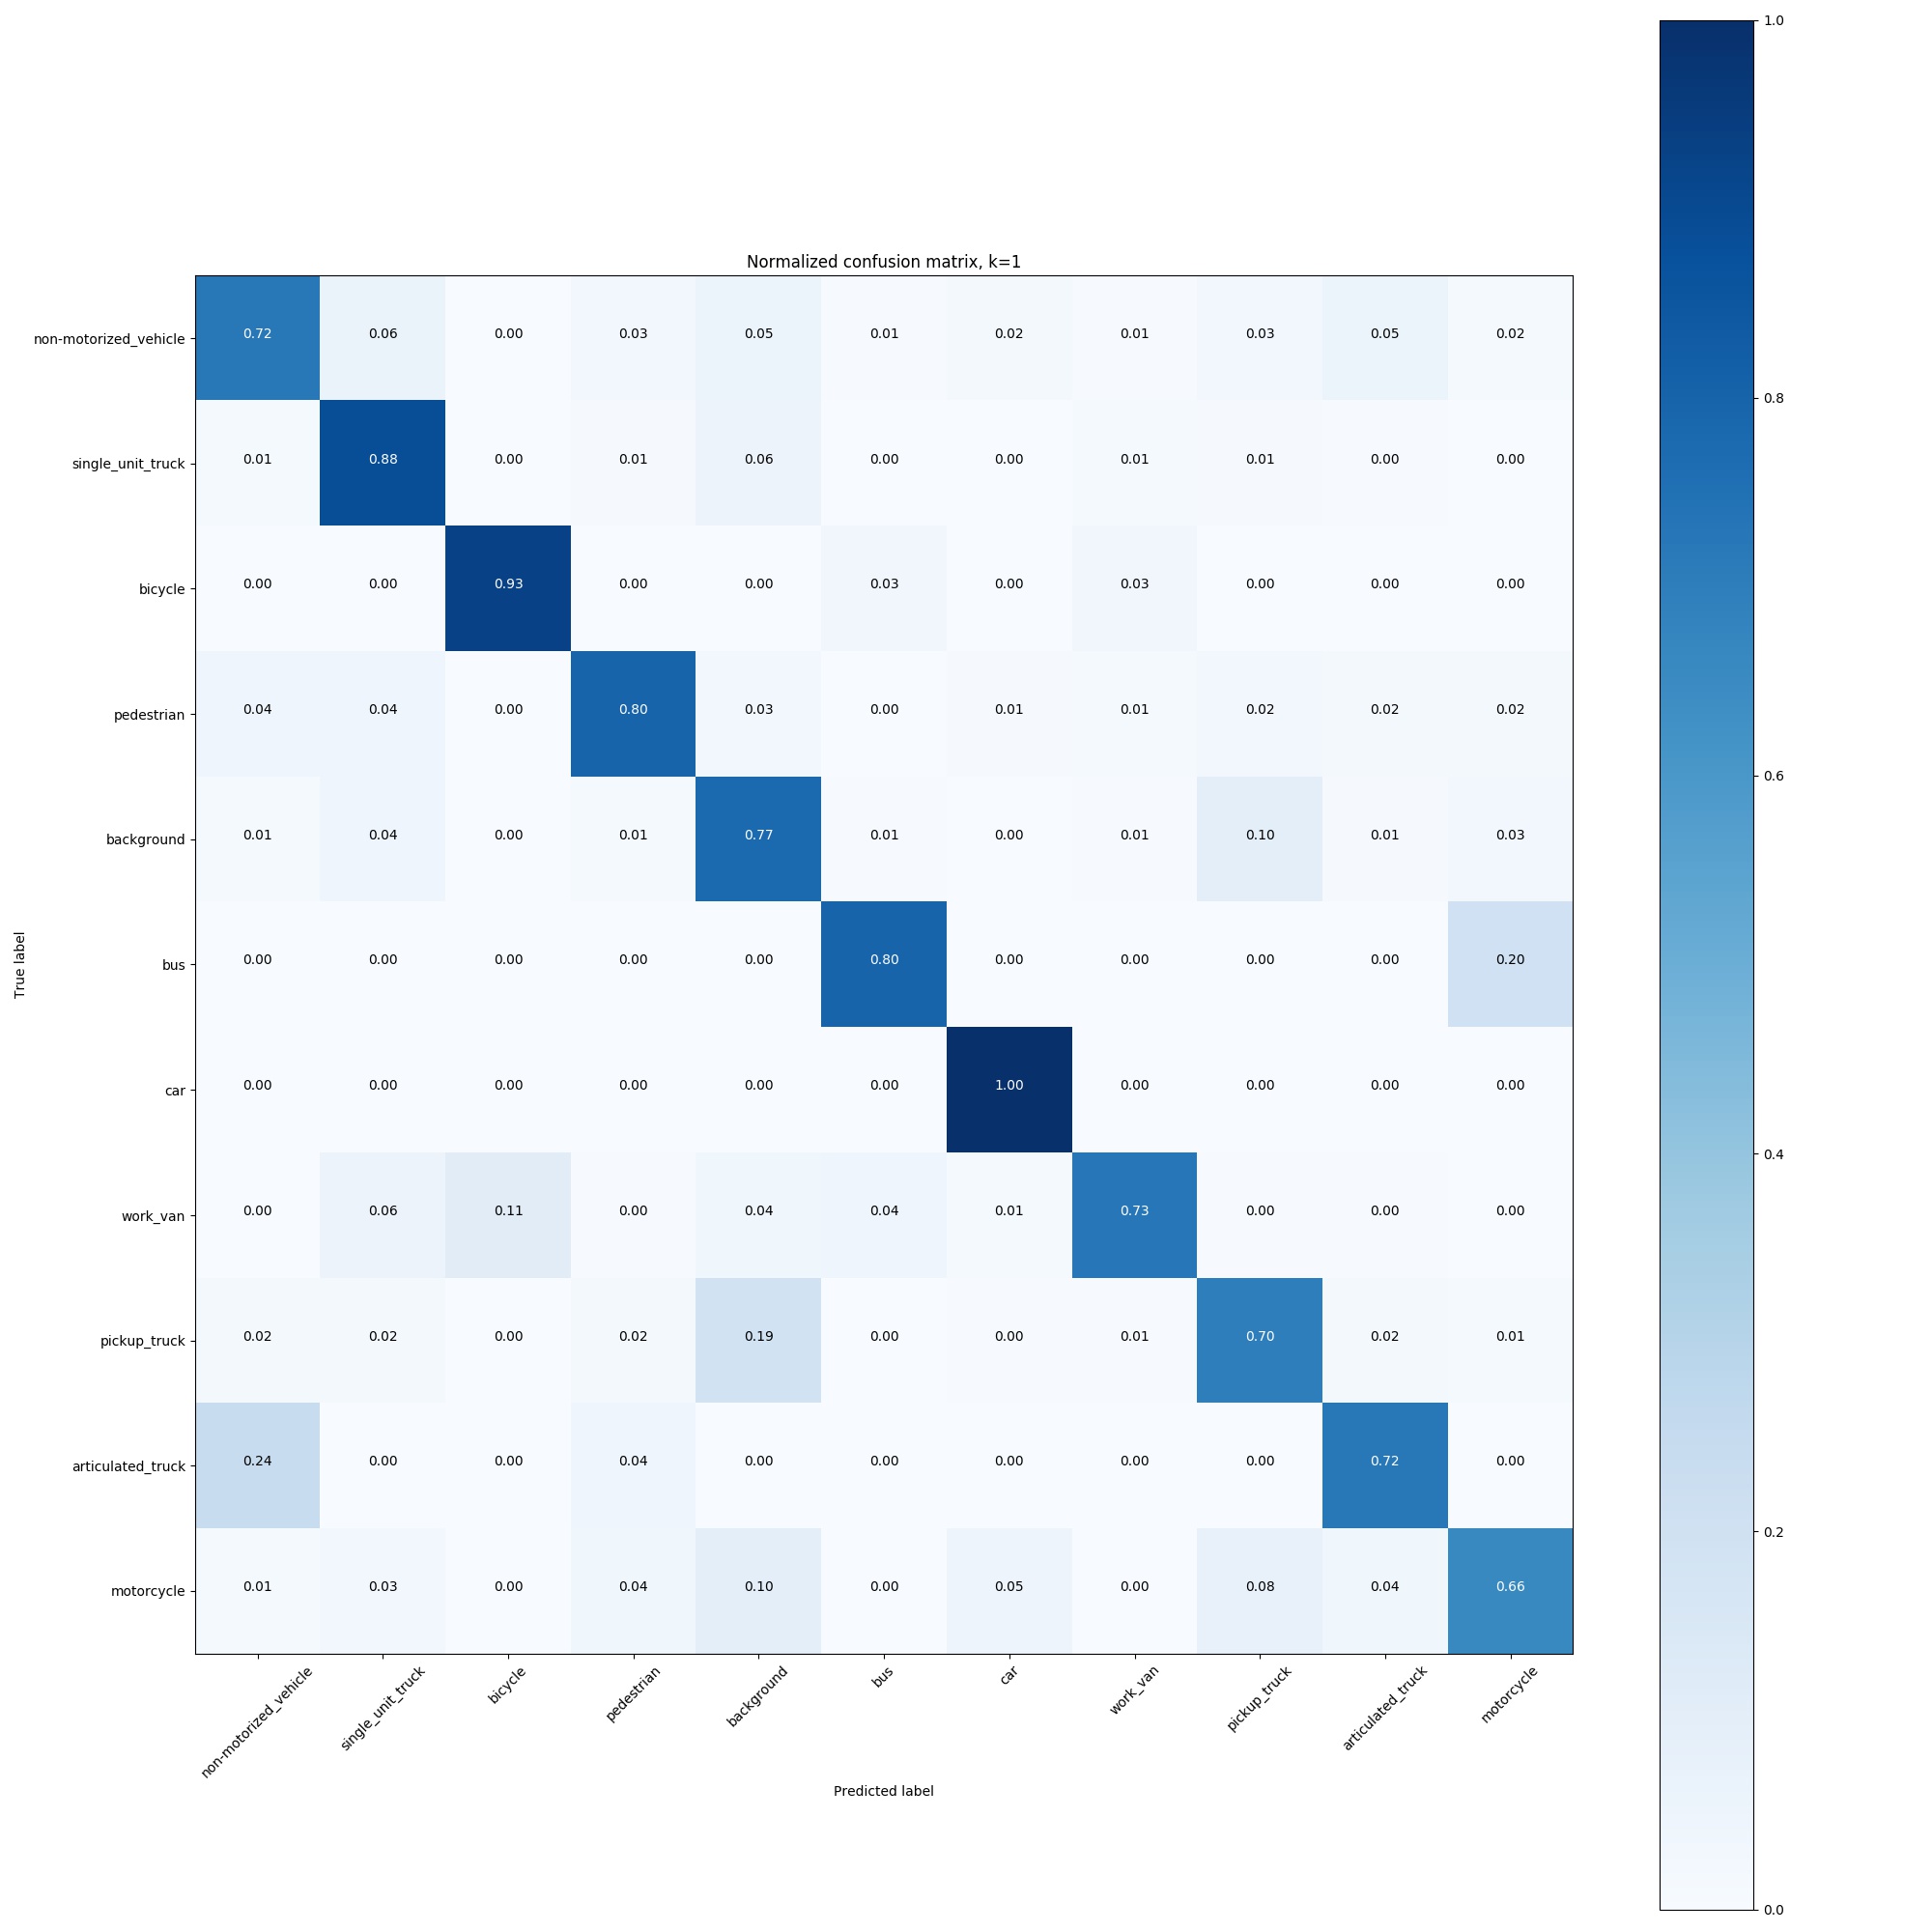 Normalized confusion matrix, k=1
non-motorized_vehicle 0.72 0.06 0.00 0.03 0.05 0.01 0.02 0.01 0.03 0.05 0.02
single_unit_truck 0.01 0.88 0.00 0.01 0.06 0.00 0.00 0.01 0.01 0.00 0.00
bicycle 0.00 0.00 0.93 0.00 0.00 0.03 0.00 0.03 0.00 0.00 0.00
pedestrian 0.04 0.04 0.00 0.80 0.03 0.00 0.01 0.01 0.02 0.02 0.02
background 0.01 0.04 0.00 0.01 0.77 0.01 0.00 0.01 0.10 0.01 0.03
bus 0.00 0.00 0.00 0.00 0.00 0.80 0.00 0.00 0.00 0.00 0.20
car 0.00 0.00 0.00 0.00 0.00 0.00 1.00 0.00 0.00 0.00 0.00
work_van 0.00 0.06 0.11 0.00 0.04 0.04 0.01 0.73 0.00 0.00 0.00
pickup_truck 0.02 0.02 0.00 0.02 0.19 0.00 0.00 0.01 0.70 0.02 0.01
articulated_truck 0.24 0.00 0.00 0.04 0.00 0.00 0.00 0.00 0.00 0.72 0.00
motorcycle 0.01 0.03 0.00 0.04 0.10 0.00 0.05 0.00 0.08 0.04 0.66
True label
non-motorized_vehicle single_unit_truck bicycle pedestrian background bus car work_van pickup_truck articulated_truck motorcycle
Predicted label
1.0
0.8
0.6
0.4
0.2
0.0